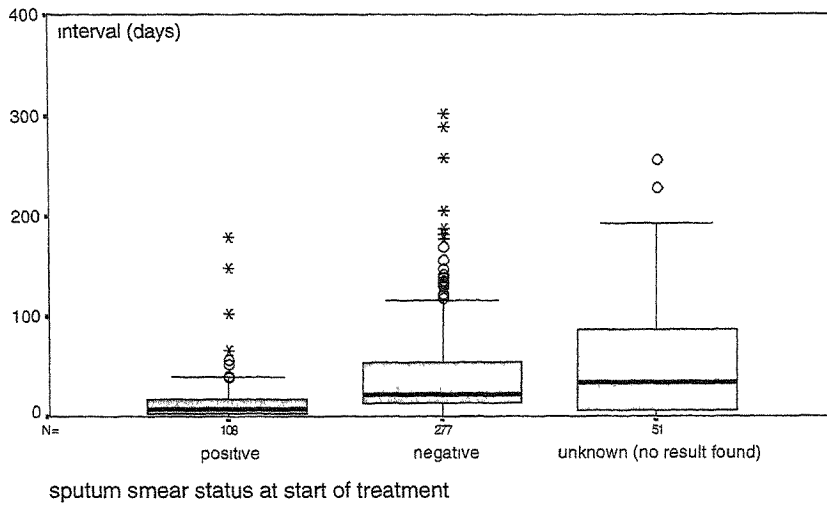 400
interval (days)
300
200
100
0
N= 108 277 51
positive negative unknown (no result found)
sputum smear status at start of treatment